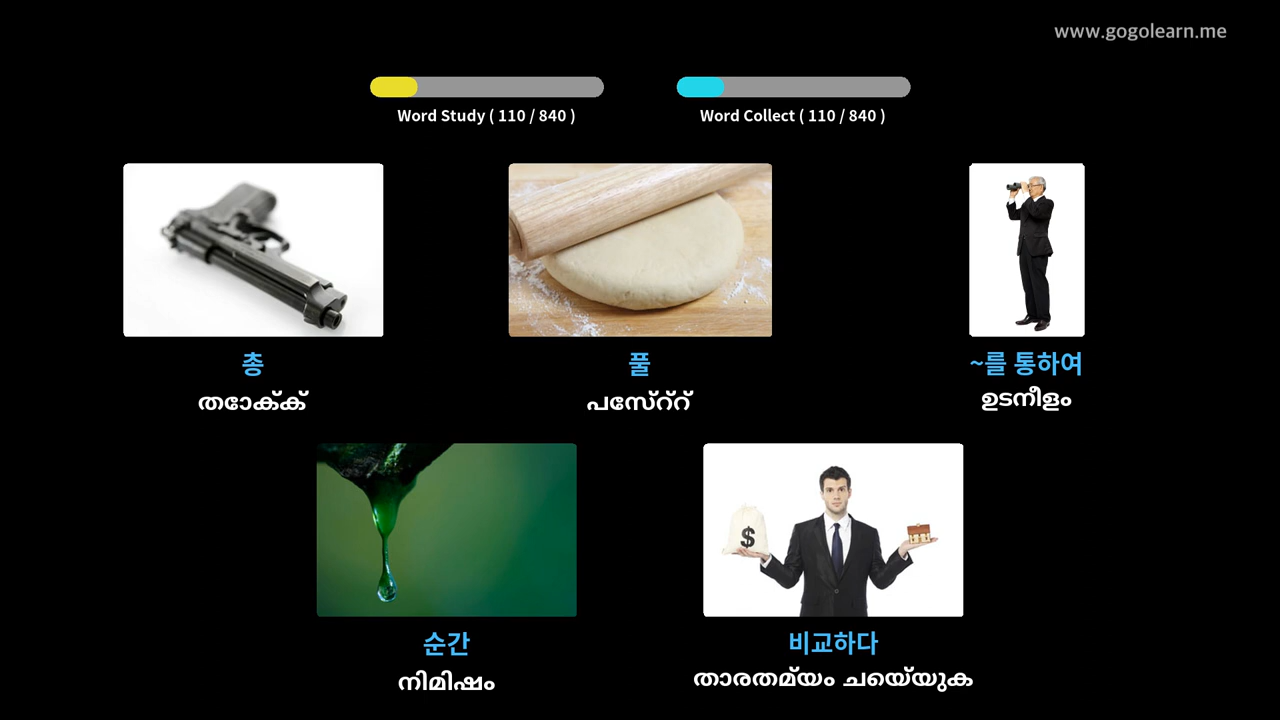 www.gogolearn.me
Word Study ( 110 / 840 )
Word Collect ( 110 / 840 )
총
തോക്ക്
풀
പേസ്റ്റ്
~를 통하여
ഉടനീളം
순간
നിമിഷം
비교하다
താരതമ്യം ചെയ്യുക